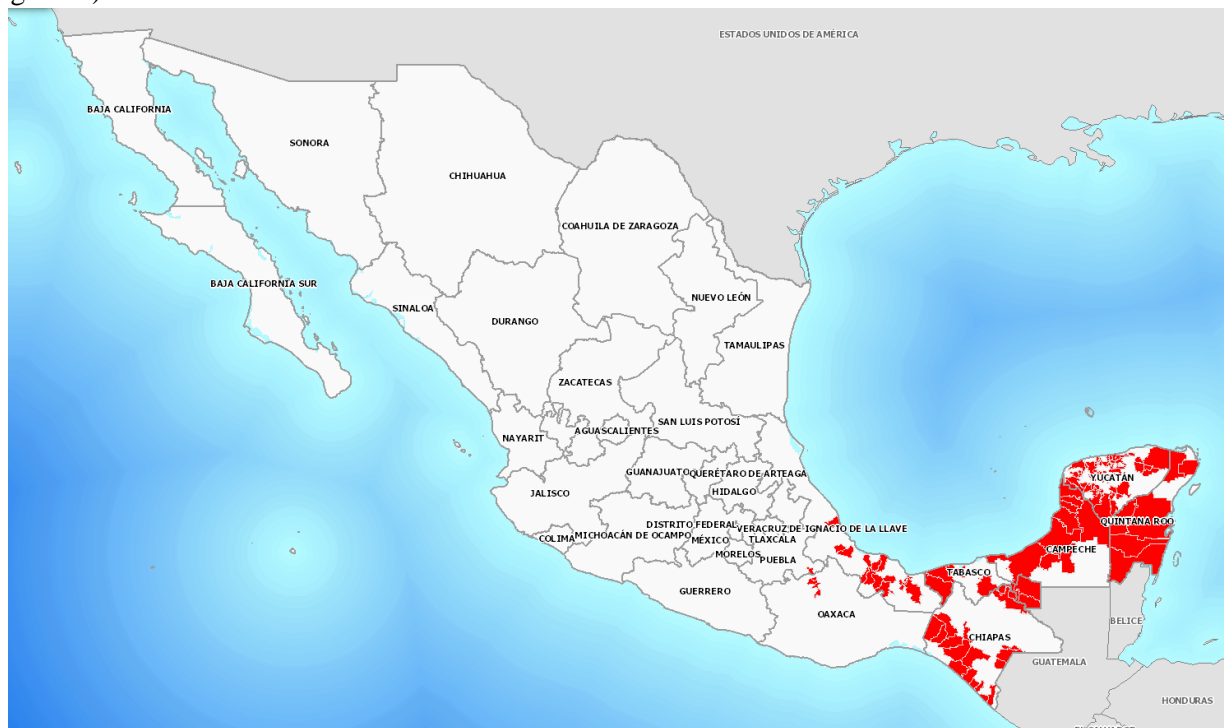 ESTADOS UNIDOS DE AMÉRICA
BAJA CALIFORNIA
SONORA
CHIHUAHUA
COAHUILA DE ZARAGOZA
BAJA CALIFORNIA SUR
NUEVO LEÓN
SINALOA
DURANGO
TAMAULIPAS
ZACATECAS
SAN LUIS POTOSÍ
NAYARIT
AGUASCALIENTES
GUANAJUATO
QUERÉTARO DE ARTEAGA
YUCATÁN
JALISCO
HIDALGO
QUINTANA ROO
DISTRITO FEDERAL
VERACRUZ DE IGNACIO DE LA LLAVE
COLIMA
MICHOACÁN DE OCAMPO
MÉXICO
TLAXCALA
CAMPECHE
MORELOS
PUEBLA
TABASCO
GUERRERO
OAXACA
BELICE
CHIAPAS
GUATEMALA
HONDURAS